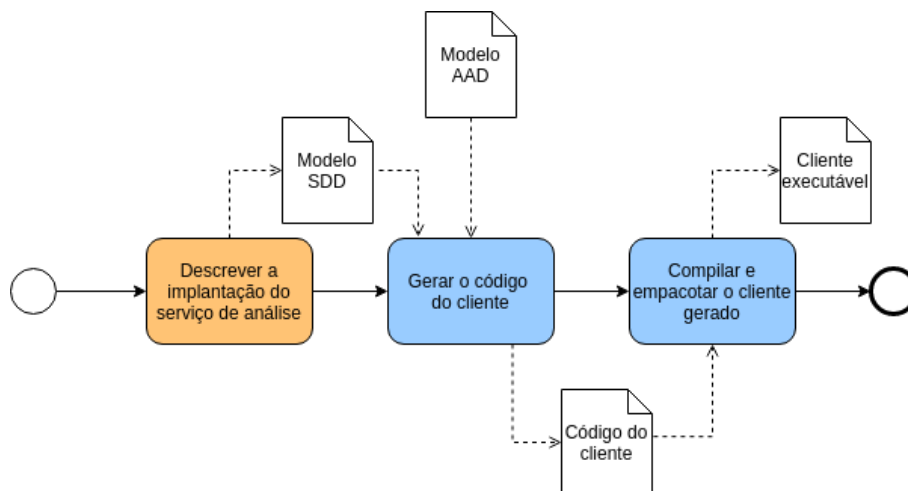 Modelo
AAD
Modelo
SDD
Cliente
executável
Descrever a
implantação do
serviço de análise
Gerar o código
do cliente
Compilar e
empacotar o cliente
gerado
Código do
cliente